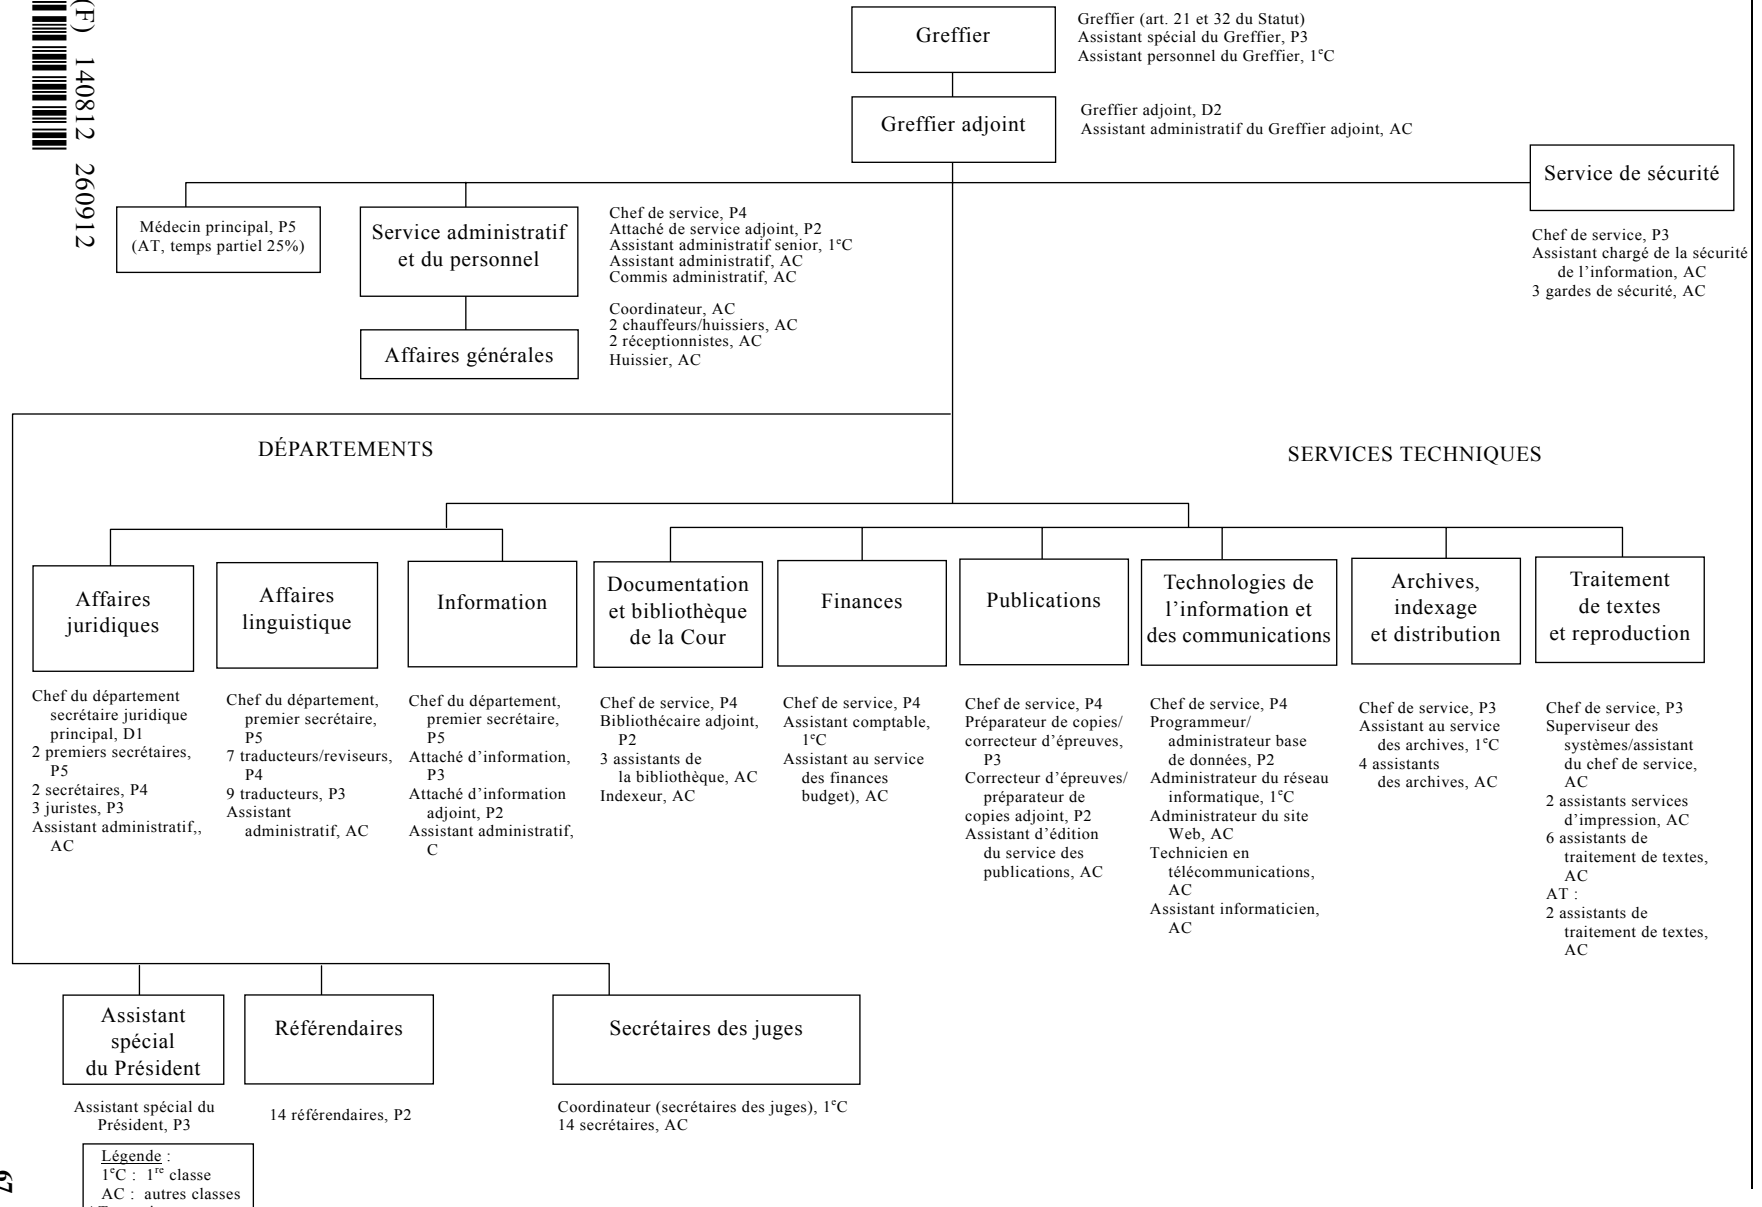 (F) 140812 260912
Greffier
Greffier (art. 21 et 32 du Statut)
Assistant spécial du Greffier, P3
Assistant personnel du Greffier, 1ᵉC
Greffier adjoint
Greffier adjoint, D2
Assistant administratif du Greffier adjoint, AC
Service de sécurité
Chef de service, P3
Assistant chargé de la sécurité
de l’information, AC
3 gardes de sécurité, AC
Médecin principal, P5
(AT, temps partiel 25%)
Service administratif
et du personnel
Chef de service, P4
Attaché de service adjoint, P2
Assistant administratif senior, 1ᵉC
Assistant administratif, AC
Commis administratif, AC
Affaires générales
Coordinateur, AC
2 chauffeurs/huissiers, AC
2 réceptionnistes, AC
Huissier, AC
DÉPARTEMENTS
SERVICES TECHNIQUES
Affaires
juridiques
Chef du département
secrétaire juridique
principal, D1
2 premiers secrétaires,
P5
2 secrétaires, P4
3 juristes, P3
Assistant administratif,,
AC
Affaires
linguistique
Chef du département,
premier secrétaire,
P5
7 traducteurs/reviseurs,
P4
9 traducteurs, P3
Assistant
administratif, AC
Information
Chef du département,
premier secrétaire,
P5
Attaché d’information,
P3
Attaché d’information
adjoint, P2
Assistant administratif,
C
Documentation
et bibliothèque
de la Cour
Chef de service, P4
Bibliothécaire adjoint,
P2
3 assistants de
la bibliothèque, AC
Indexeur, AC
Finances
Chef de service, P4
Assistant comptable,
1ᵉC
Assistant au service
des finances
budget), AC
Publications
Chef de service, P4
Préparateur de copies/
correcteur d’épreuves,
P3
Correcteur d’épreuves/
préparateur de
copies adjoint, P2
Assistant d’édition
du service des
publications, AC
Technologies de
l’information et
des communications
Chef de service, P4
Programmeur/
administrateur base
de données, P2
Administrateur du réseau
informatique, 1ᵉC
Administrateur du site
Web, AC
Technicien en
télécommunications,
AC
Assistant informaticien,
AC
Archives,
indexage
et distribution
Chef de service, P3
Assistant au service
des archives, 1ᵉC
4 assistants
des archives, AC
Traitement
de textes
et reproduction
Chef de service, P3
Superviseur des
systèmes/assistant
du chef de service,
AC
2 assistants services
d’impression, AC
6 assistants de
traitement de textes,
AC
AT :
2 assistants de
traitement de textes,
AC
Assistant
spécial
du Président
Assistant spécial du
Président, P3
Référendaires
14 référendaires, P2
Secrétaires des juges
Coordinateur (secrétaires des juges), 1ᵉC
14 secrétaires, AC
Légende :
1ᵉC : 1ʳᵉ classe
AC : autres classes